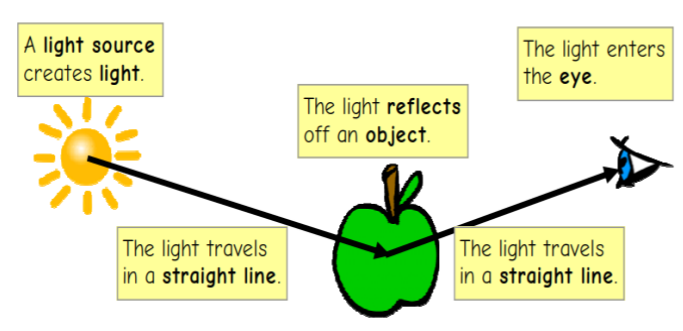 A light source
creates light.
The light enters
the eye.
The light reflects
off an object.
The light travels
in a straight line.
The light travels
in a straight line.